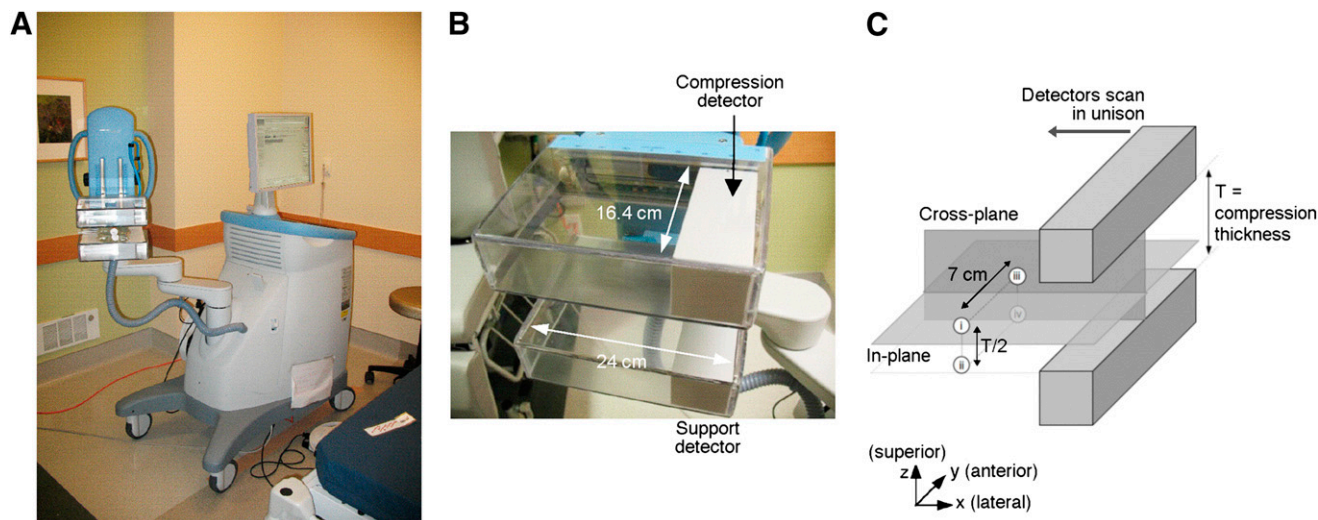 A
B
C
Compression
detector
16.4 cm
24 cm
Support
detector
Detectors scan
in unison
T =
compression
thickness
Cross-plane
7 cm
iii
iv
i
T/2
In-plane
ii
(superior)
z
y (anterior)
x (lateral)